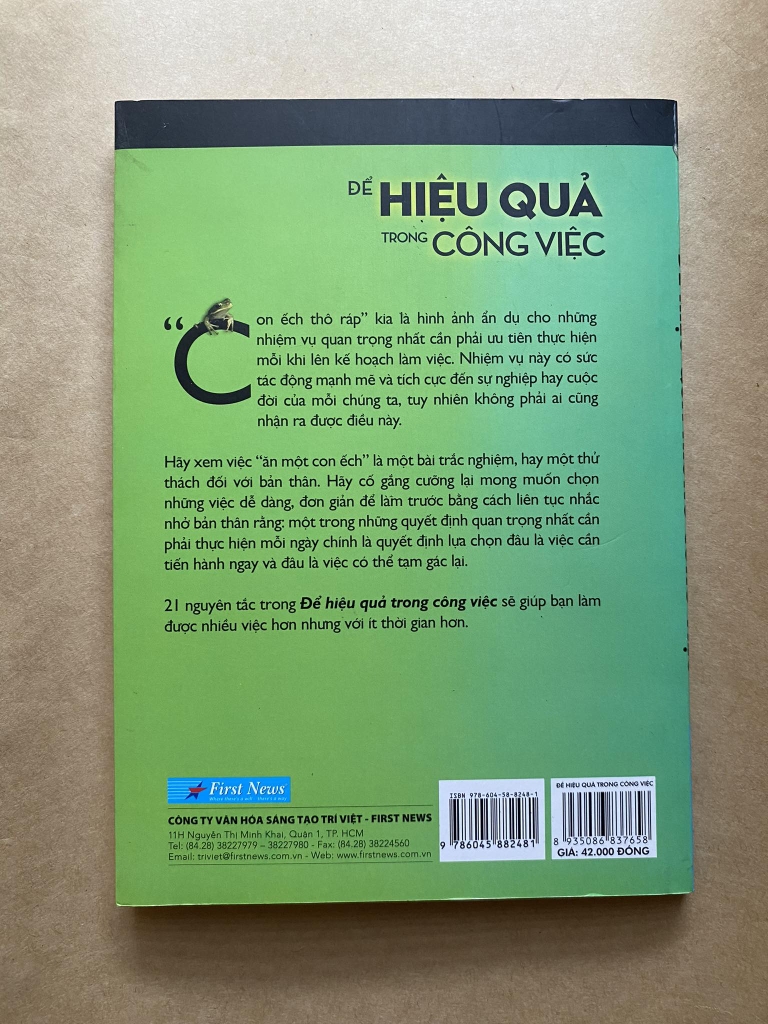 ĐỂ HIỆU QUẢ
TRONG CÔNG VIỆC
“Con ếch thô ráp” kia là hình ảnh ẩn dụ cho những
nhiệm vụ quan trọng nhất cần phải ưu tiên thực hiện
mỗi khi lên kế hoạch làm việc. Nhiệm vụ này có sức
tác động mạnh mẽ và tích cực đến sự nghiệp hay cuộc
đời của mỗi chúng ta, tuy nhiên không phải ai cũng
nhận ra được điều này.
Hãy xem việc “ăn một con ếch” là một bài trắc nghiệm, hay một thử
thách đối với bản thân. Hãy cố gắng cưỡng lại mong muốn chọn
những việc dễ dàng, đơn giản để làm trước bằng cách liên tục nhắc
nhở bản thân rằng: một trong những quyết định quan trọng nhất cần
phải thực hiện mỗi ngày chính là quyết định lựa chọn đâu là việc cần
tiến hành ngay và đâu là việc có thể tạm gác lại.
21 nguyên tắc trong Để hiệu quả trong công việc sẽ giúp bạn làm
được nhiều việc hơn nhưng với ít thời gian hơn.
First News
Where there's a will - there's a way
CÔNG TY VĂN HÓA SÁNG TẠO TRÍ VIỆT - FIRST NEWS
11H Nguyễn Thị Minh Khai, Quận 1, TP. HCM
Tel: (84.28) 38227979 – 38227980 - Fax: (84.28) 38224560
Email: triviet@firstnews.com.vn - Web: www.firstnews.com.vn
ISBN 978-604-58-8248-1
9 786045 882481
ĐỂ HIỆU QUẢ TRONG CÔNG VIỆC
8 935086 837658
GIÁ: 42.000 ĐỒNG